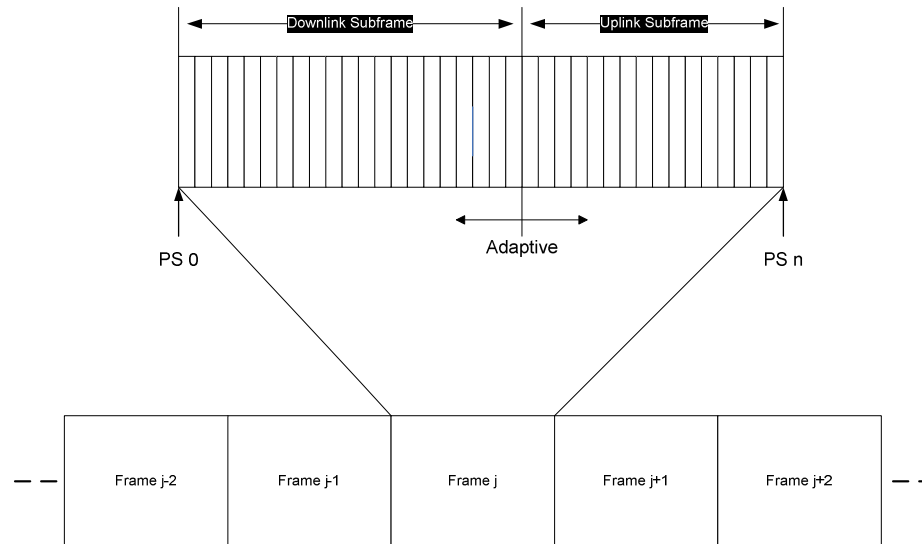 Downlink Subframe
Uplink Subframe
Adaptive
PS 0
PS n
Frame j-2
Frame j-1
Frame j
Frame j+1
Frame j+2